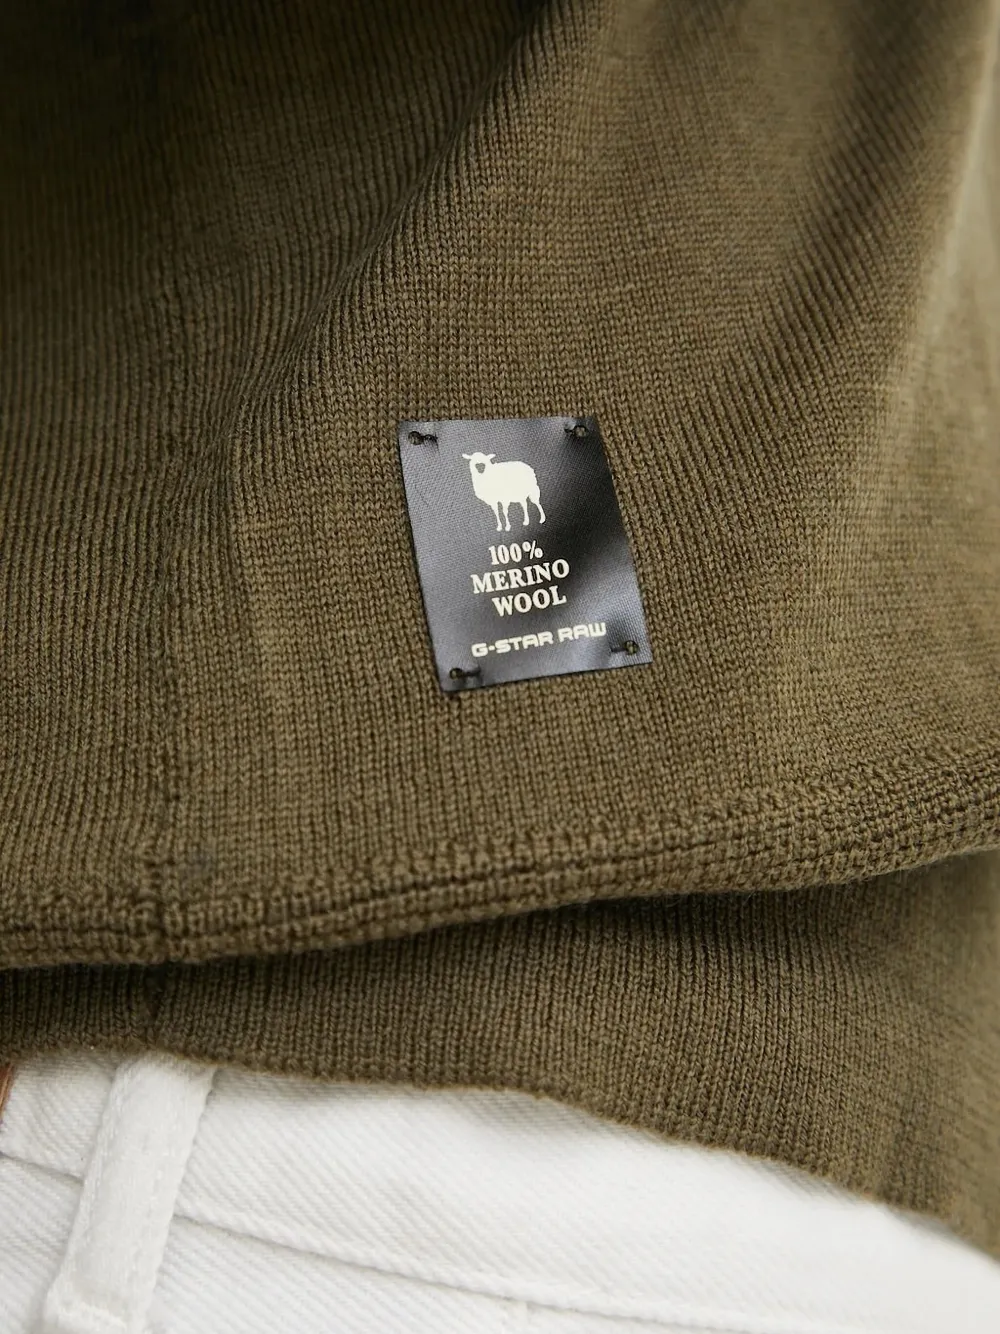 100%
MERINO
WOOL
G-STAR RAW